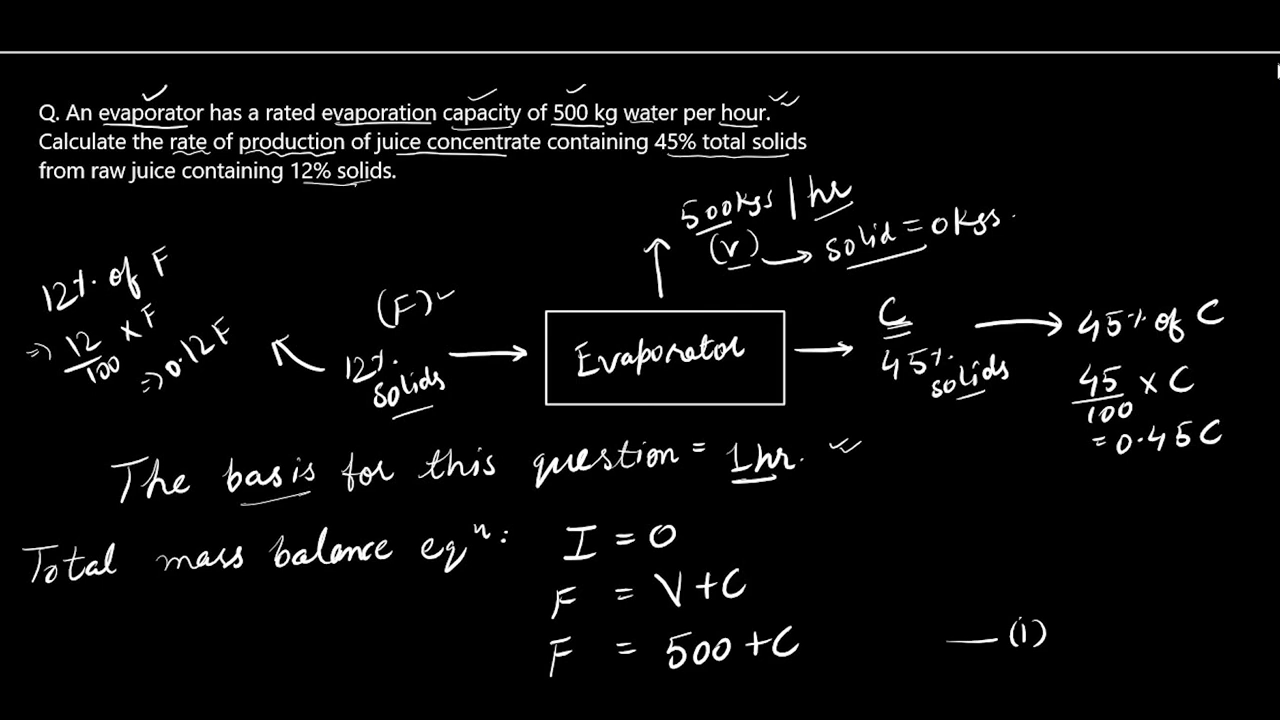 Q. An evaporator has a rated evaporation capacity of 500 kg water per hour.
Calculate the rate of production of juice concentrate containing 45% total solids
from raw juice containing 12% solids.
500kgs / hr
(V) → solid = 0 kgs.
12% of F
⇒ 12/100 × F
⇒ 0.12F
(F)
12% solids
Evaporator
C
45% solids
45% of C
45/100 × C
= 0.45C
The basis for this question = 1 hr.
Total mass balance eqⁿ: I = O
F = V + C
F = 500 + C —(i)